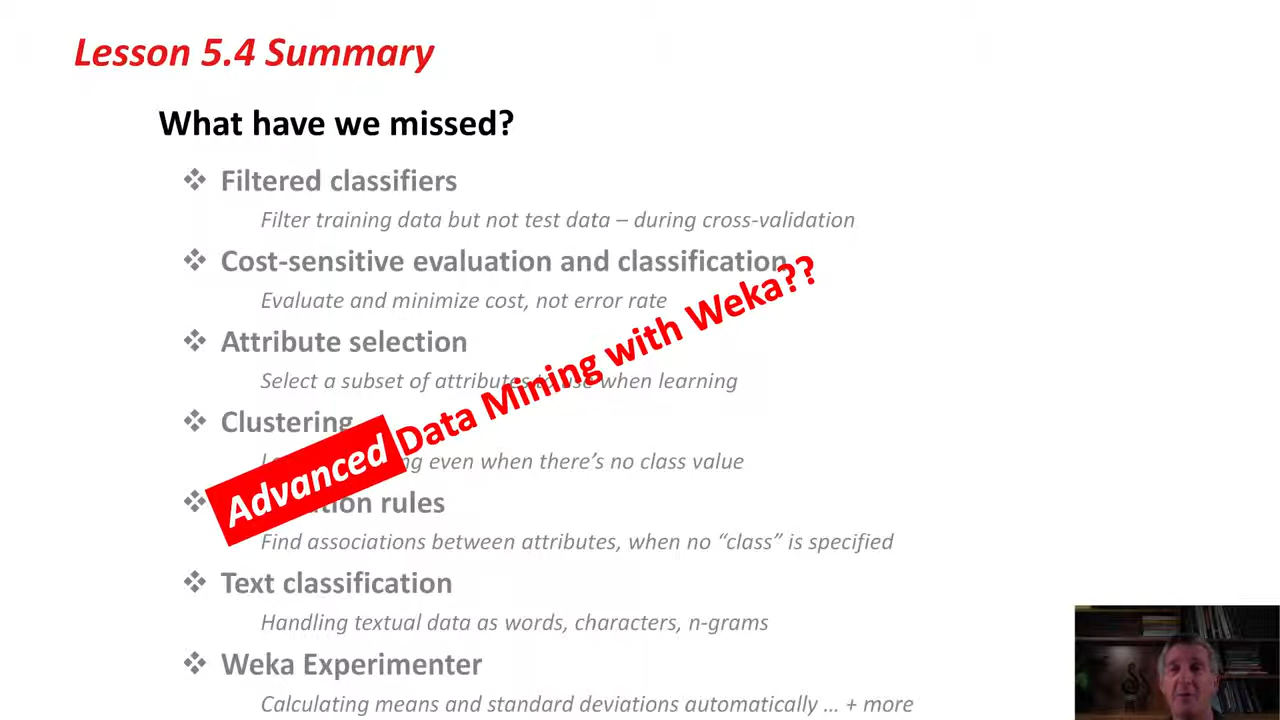 Lesson 5.4 Summary
What have we missed?
❖ Filtered classifiers
Filter training data but not test data – during cross-validation
❖ Cost-sensitive evaluation and classification
Evaluate and minimize cost, not error rate
❖ Attribute selection
Select a subset of attributes to use when learning
❖ Clustering
even when there’s no class value
❖ rules
Find associations between attributes, when no “class” is specified
❖ Text classification
Handling textual data as words, characters, n-grams
❖ Weka Experimenter
Calculating means and standard deviations automatically … + more
Advanced Data Mining with Weka??